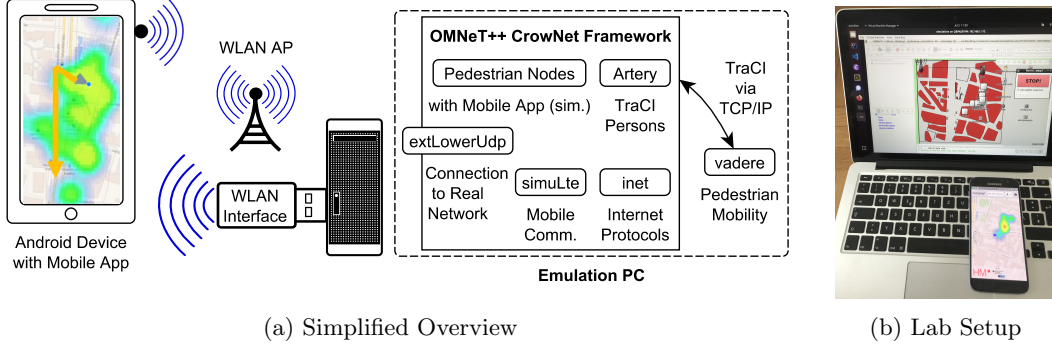 WLAN AP
Android Device
with Mobile App
WLAN
Interface
OMNeT++ CrowNet Framework
Pedestrian Nodes
with Mobile App (sim.)
Artery
TraCI
Persons
extLowerUdp
Connection
to Real
Network
simuLte
Mobile
Comm.
inet
Internet
Protocols
TraCI
via
TCP/IP
vadere
Pedestrian
Mobility
Emulation PC
STOP!
HM
(a) Simplified Overview
(b) Lab Setup